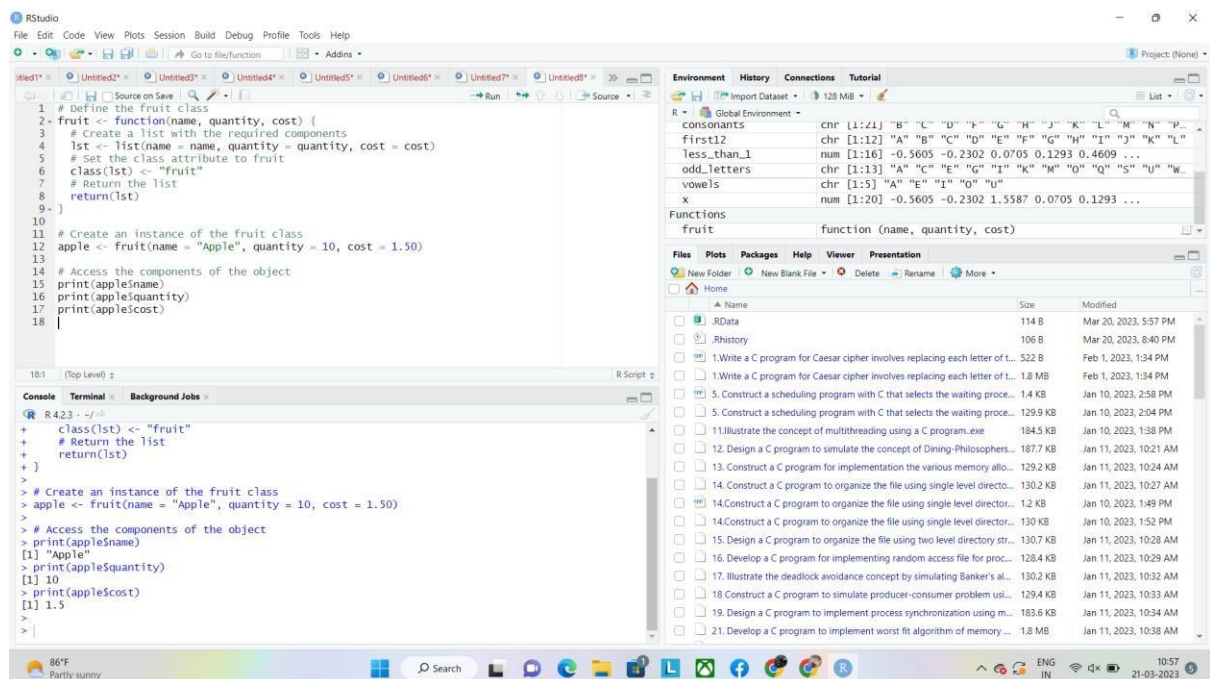 RStudio
File Edit Code View Plots Session Build Debug Profile Tools Help
Go to file/function Addins Project: (None)
Untitled2* Untitled3* Untitled4* Untitled5* Untitled6* Untitled7* Untitled8*
Source on Save Run Source
1 # Define the fruit class
2 fruit <- function(name, quantity, cost) {
3 # Create a list with the required components
4 lst <- list(name = name, quantity = quantity, cost = cost)
5 # Set the class attribute to fruit
6 class(lst) <- "fruit"
7 # Return the list
8 return(lst)
9 }
10
11 # Create an instance of the fruit class
12 apple <- fruit(name = "Apple", quantity = 10, cost = 1.50)
13
14 # Access the components of the object
15 print(apple$name)
16 print(apple$quantity)
17 print(apple$cost)
18
18:1 (Top Level) R Script
Console Terminal Background Jobs
R 4.2.3 · ~/
+ class(lst) <- "fruit"
+ # Return the list
+ return(lst)
+ }
>
> # Create an instance of the fruit class
> apple <- fruit(name = "Apple", quantity = 10, cost = 1.50)
>
> # Access the components of the object
> print(apple$name)
[1] "Apple"
> print(apple$quantity)
[1] 10
> print(apple$cost)
[1] 1.5
>
>
Environment History Connections Tutorial
Import Dataset 128 MiB List
R Global Environment
consonants chr [1:21] "B" "C" "D" "F" "G" "H" "J" "K" "L" "M" "N" "P...
first12 chr [1:12] "A" "B" "C" "D" "E" "F" "G" "H" "I" "J" "K" "L"
less_than_1 num [1:16] -0.5605 -0.2302 0.0705 0.1293 0.4609 ...
odd_letters chr [1:13] "A" "C" "E" "G" "I" "K" "M" "O" "Q" "S" "U" "W...
vowels chr [1:5] "A" "E" "I" "O" "U"
x num [1:20] -0.5605 -0.2302 1.5587 0.0705 0.1293 ...
Functions
fruit function (name, quantity, cost)
Files Plots Packages Help Viewer Presentation
New Folder New Blank File Delete Rename More
Home
Name Size Modified
.RData 114 B Mar 20, 2023, 5:57 PM
.Rhistory 106 B Mar 20, 2023, 8:40 PM
1.Write a C program for Caesar cipher involves replacing each letter of t... 522 B Feb 1, 2023, 1:34 PM
1.Write a C program for Caesar cipher involves replacing each letter of t... 1.8 MB Feb 1, 2023, 1:34 PM
5. Construct a scheduling program with C that selects the waiting proce... 1.4 KB Jan 10, 2023, 2:58 PM
5. Construct a scheduling program with C that selects the waiting proce... 129.9 KB Jan 10, 2023, 2:04 PM
11.Illustrate the concept of multithreading using a C program..exe 184.5 KB Jan 10, 2023, 1:38 PM
12. Design a C program to simulate the concept of Dining-Philosophers... 187.7 KB Jan 11, 2023, 10:21 AM
13. Construct a C program for implementation the various memory allo... 129.2 KB Jan 11, 2023, 10:24 AM
14. Construct a C program to organize the file using single level directo... 130.2 KB Jan 11, 2023, 10:27 AM
14.Construct a C program to organize the file using single level director... 1.2 KB Jan 10, 2023, 1:49 PM
14.Construct a C program to organize the file using single level director... 130 KB Jan 10, 2023, 1:52 PM
15. Design a C program to organize the file using two level directory str... 130.7 KB Jan 11, 2023, 10:28 AM
16. Develop a C program for implementing random access file for proc... 128.4 KB Jan 11, 2023, 10:29 AM
17. Illustrate the deadlock avoidance concept by simulating Banker's al... 130.2 KB Jan 11, 2023, 10:32 AM
18 Construct a C program to simulate producer-consumer problem usi... 129.4 KB Jan 11, 2023, 10:33 AM
19. Design a C program to implement process synchronization using m... 183.6 KB Jan 11, 2023, 10:34 AM
21. Develop a C program to implement worst fit algorithm of memory ... 1.8 MB Jan 11, 2023, 10:38 AM
86°F
Partly sunny
Search
ENG
IN
10:57
21-03-2023
5